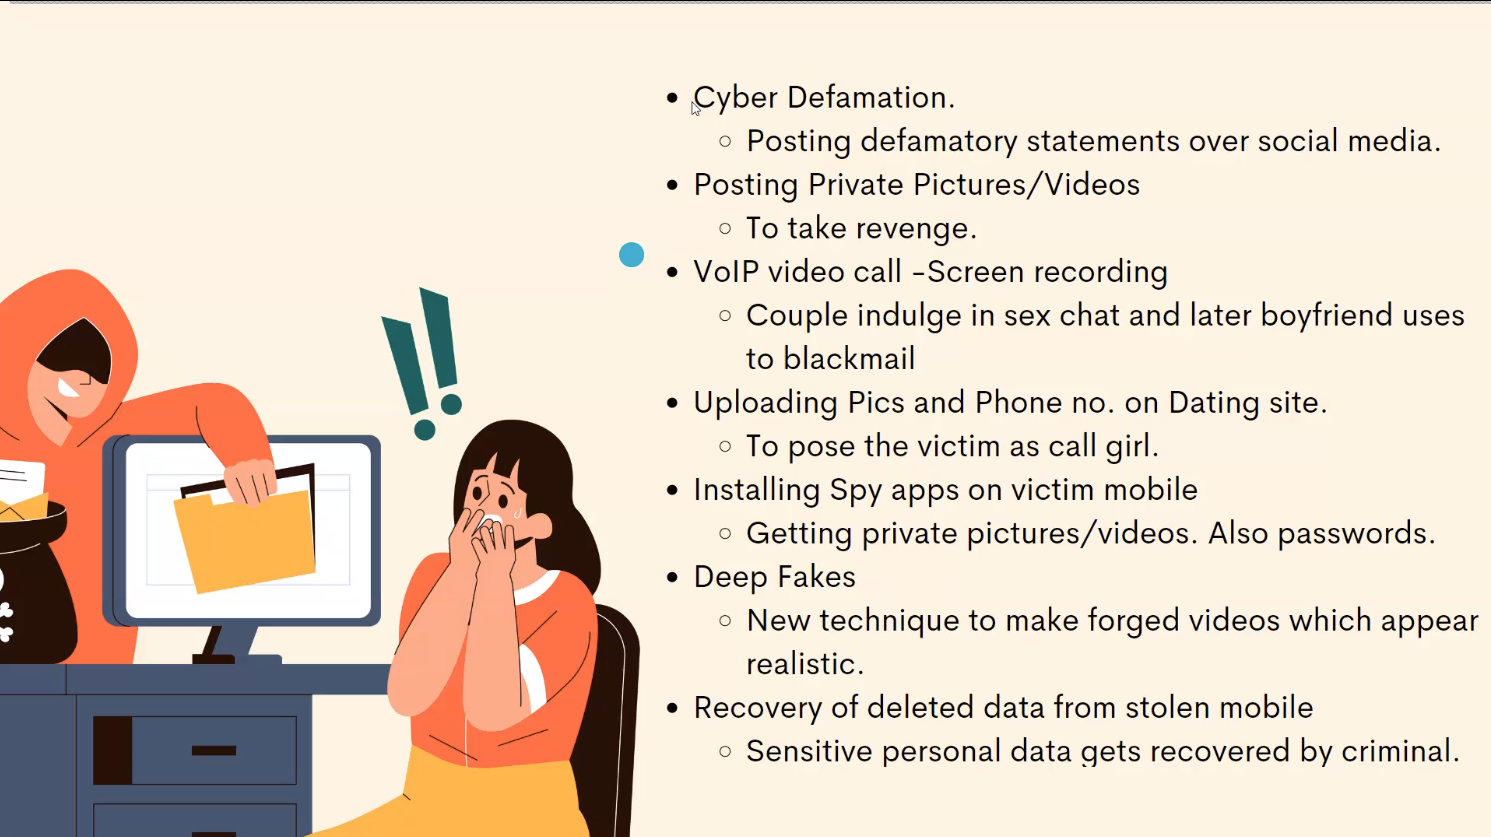 • Cyber Defamation.
○ Posting defamatory statements over social media.
• Posting Private Pictures/Videos
○ To take revenge.
• VoIP video call -Screen recording
○ Couple indulge in sex chat and later boyfriend uses
to blackmail
• Uploading Pics and Phone no. on Dating site.
○ To pose the victim as call girl.
• Installing Spy apps on victim mobile
○ Getting private pictures/videos. Also passwords.
• Deep Fakes
○ New technique to make forged videos which appear
realistic.
• Recovery of deleted data from stolen mobile
○ Sensitive personal data gets recovered by criminal.